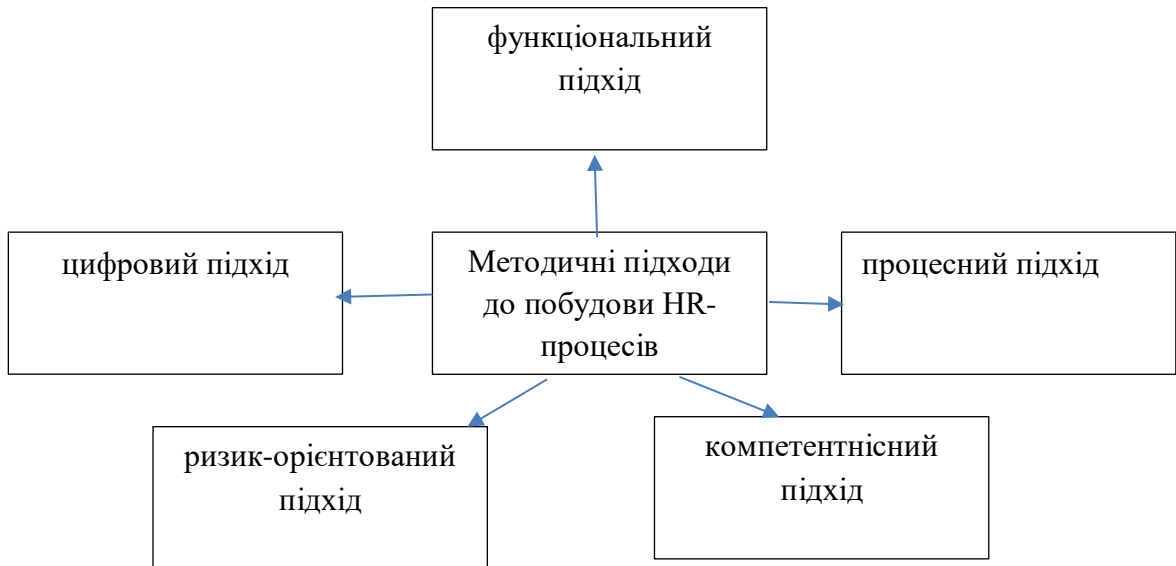 функціональний
підхід
цифровий підхід
Методичні підходи
до побудови HR-
процесів
процесний підхід
ризик-орієнтований
підхід
компетентнісний
підхід